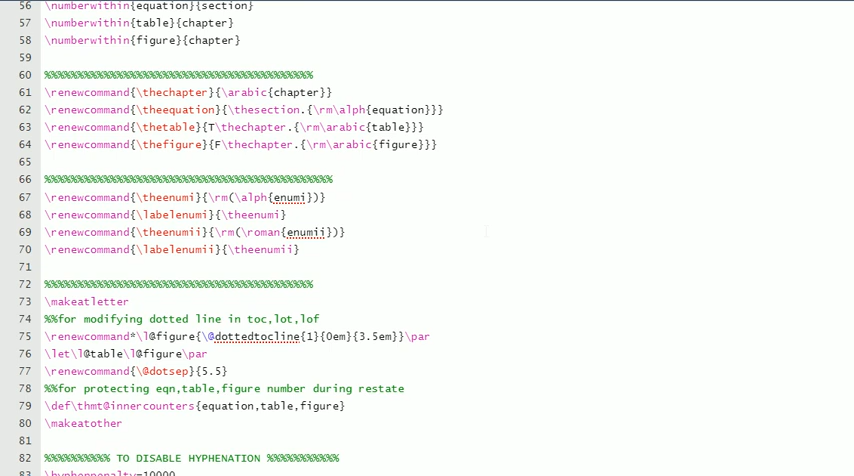 56 \numberwithin{equation}{section}
57 \numberwithin{table}{chapter}
58 \numberwithin{figure}{chapter}
59
60 %%%%%%%%%%%%%%%%%%%%%%%%%%%%%%%%%%%%%%%%%
61 \renewcommand{\thechapter}{\arabic{chapter}}
62 \renewcommand{\theequation}{\thesection.{\rm\alph{equation}}}
63 \renewcommand{\thetable}{T\thechapter.{\rm\arabic{table}}}
64 \renewcommand{\thefigure}{F\thechapter.{\rm\arabic{figure}}}
65
66 %%%%%%%%%%%%%%%%%%%%%%%%%%%%%%%%%%%%%%%%%%%%
67 \renewcommand{\theenumi}{\rm(\alph{enumi})}
68 \renewcommand{\labelenumi}{\theenumi}
69 \renewcommand{\theenumii}{\rm(\roman{enumii})}
70 \renewcommand{\labelenumii}{\theenumii}
71
72 %%%%%%%%%%%%%%%%%%%%%%%%%%%%%%%%%%%%%%%%%
73 \makeatletter
74 %%for modifying dotted line in toc,lot,lof
75 \renewcommand*\l@figure{\@dottedtocline{1}{0em}{3.5em}}\par
76 \let\l@table\l@figure\par
77 \renewcommand{\@dotsep}{5.5}
78 %%for protecting eqn,table,figure number during restate
79 \def\thmt@innercounters{equation,table,figure}
80 \makeatother
81
82 %%%%%%%%%% TO DISABLE HYPHENATION %%%%%%%%%%%
83 \hyphenpenalty=10000